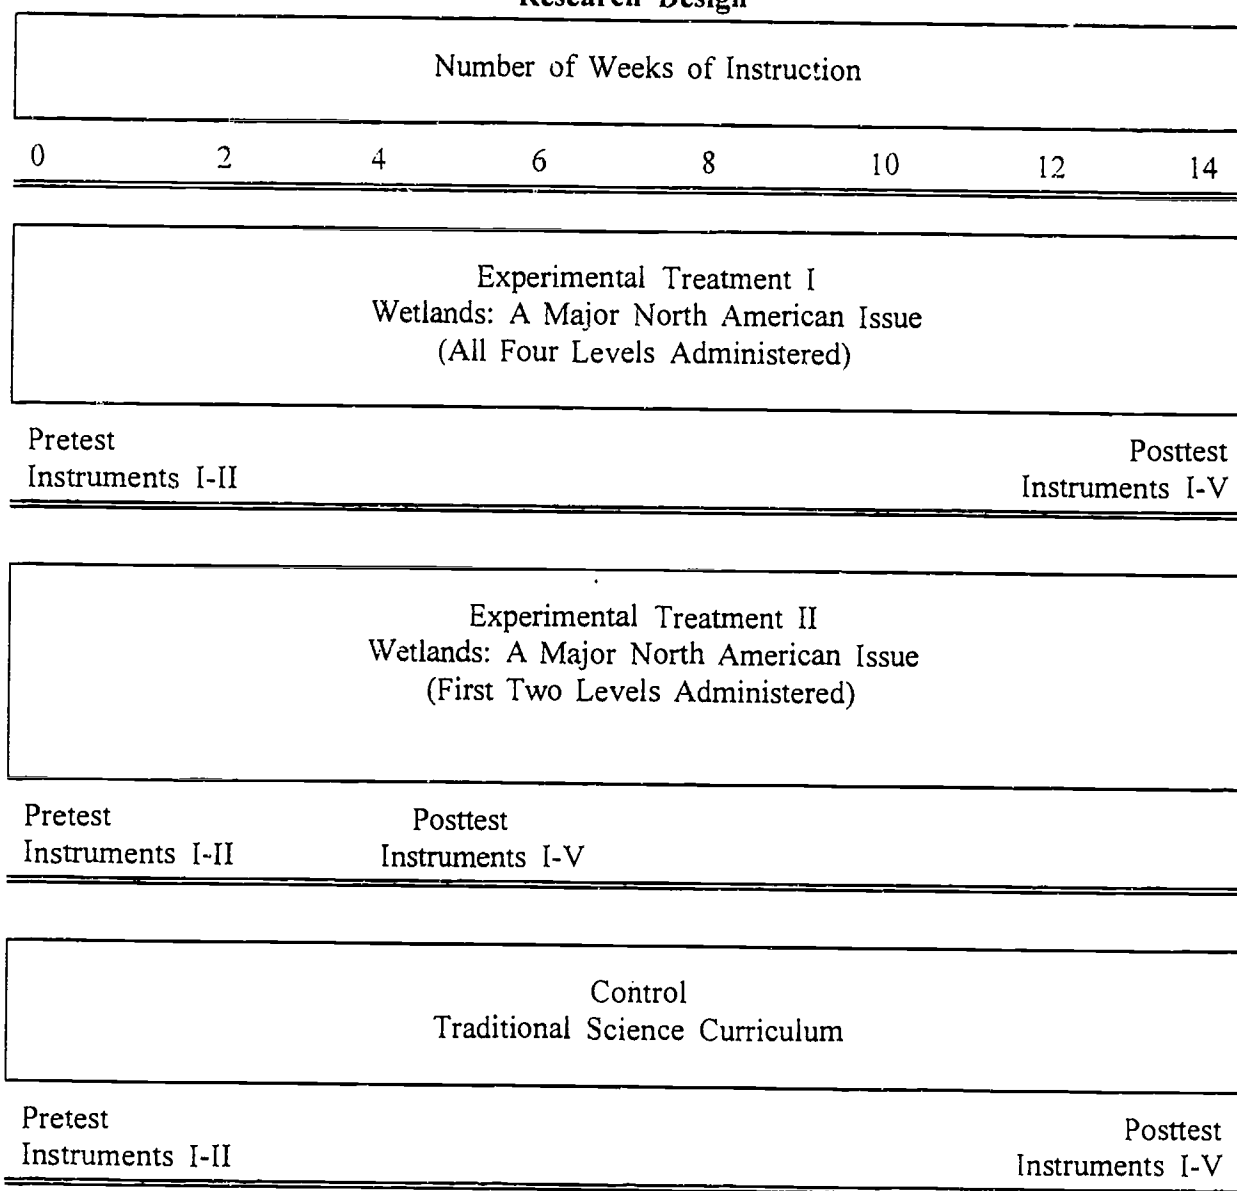 Research Design
Number of Weeks of Instruction
0 2 4 6 8 10 12 14
Experimental Treatment I
Wetlands: A Major North American Issue
(All Four Levels Administered)
Pretest Posttest
Instruments I-II Instruments I-V
Experimental Treatment II
Wetlands: A Major North American Issue
(First Two Levels Administered)
Pretest Posttest
Instruments I-II Instruments I-V
Control
Traditional Science Curriculum
Pretest Posttest
Instruments I-II Instruments I-V